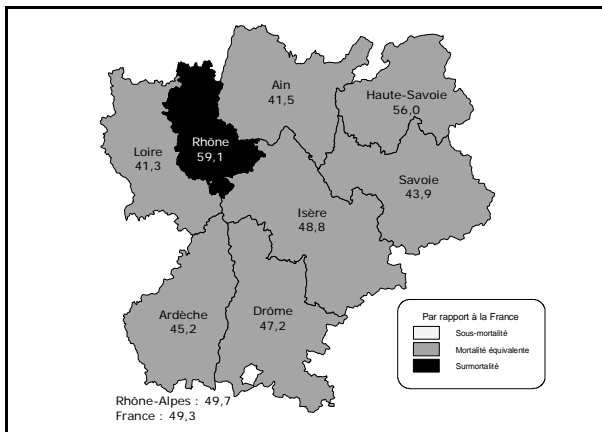 Ain
41,5
Haute-Savoie
56,0
Rhône
59,1
Loire
41,3
Savoie
43,9
Isère
48,8
Ardèche
45,2
Drôme
47,2
Par rapport à la France
Sous-mortalité
Mortalité équivalente
Surmortalité
Rhône-Alpes : 49,7
France : 49,3